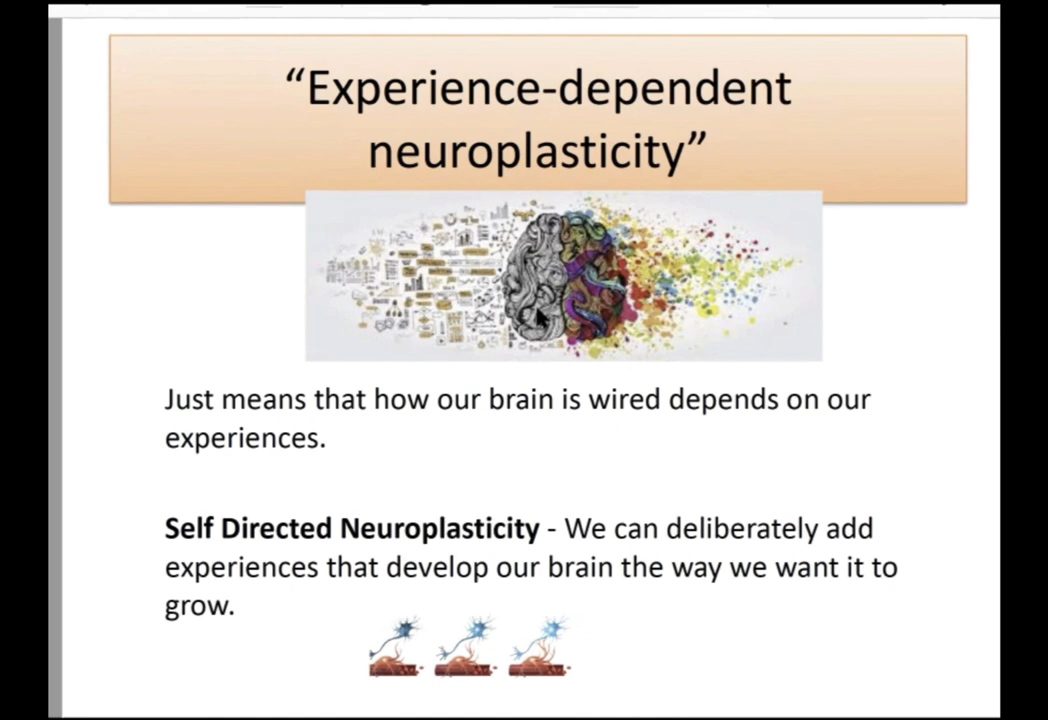 “Experience-dependent
neuroplasticity”
Just means that how our brain is wired depends on our
experiences.
Self Directed Neuroplasticity - We can deliberately add
experiences that develop our brain the way we want it to
grow.